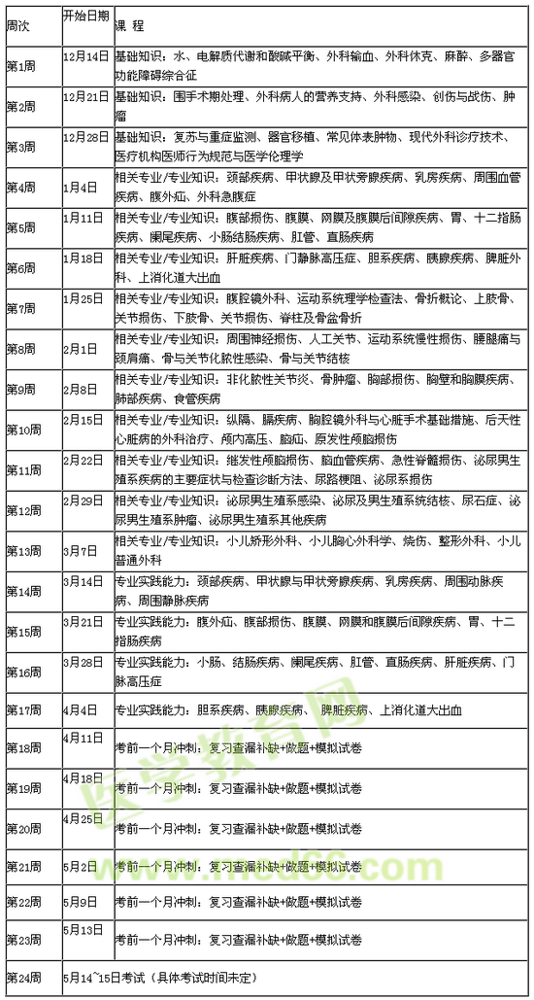 周次 开始日期 课 程
第1周 12月14日 基础知识：水、电解质代谢和酸碱平衡、外科输血、外科休克、麻醉、多器官
功能障碍综合征
第2周 12月21日 基础知识：围手术期处理、外科病人的营养支持、外科感染、创伤与战伤、肿
瘤
第3周 12月28日 基础知识：复苏与重症监测、器官移植、常见体表肿物、现代外科诊疗技术、
医疗机构医师行为规范与医学伦理学
第4周 1月4日 相关专业/专业知识：颈部疾病、甲状腺及甲状旁腺疾病、乳房疾病、周围血管
疾病、腹外疝、外科急腹症
第5周 1月11日 相关专业/专业知识：腹部损伤、腹膜、网膜及腹膜后间隙疾病、胃、十二指肠
疾病、阑尾疾病、小肠结肠疾病、肛管、直肠疾病
第6周 1月18日 相关专业/专业知识：肝脏疾病、门静脉高压症、胆系疾病、胰腺疾病、脾脏外
科、上消化道大出血
第7周 1月25日 相关专业/专业知识：腹腔镜外科、运动系统理学检查法、骨折概论、上肢骨、
关节损伤、下肢骨、关节损伤、脊柱及骨盆骨折
第8周 2月1日 相关专业/专业知识：周围神经损伤、人工关节、运动系统慢性损伤、腰腿痛与
颈肩痛、骨与关节化脓性感染、骨与关节结核
第9周 2月8日 相关专业/专业知识：非化脓性关节炎、骨肿瘤、胸部损伤、胸壁和胸膜疾病、
肺部疾病、食管疾病
第10周 2月15日 相关专业/专业知识：纵隔、膈疾病、胸腔镜外科与心脏手术基础措施、后天性
心脏病的外科治疗、颅内高压、脑疝、原发性颅脑损伤
第11周 2月22日 相关专业/专业知识：继发性颅脑损伤、脑血管疾病、急性脊髓损伤、泌尿男生
殖系疾病的主要症状与检查诊断方法、尿路梗阻、泌尿系损伤
第12周 2月29日 相关专业/专业知识：泌尿男生殖系感染、泌尿及男生殖系统结核、尿石症、泌
尿男生殖系肿瘤、泌尿男生殖系其他疾病
第13周 3月7日 相关专业/专业知识：小儿矫形外科、小儿胸心外科学、烧伤、整形外科、小儿
普通外科
第14周 3月14日 专业实践能力：颈部疾病、甲状腺与甲状旁腺疾病、乳房疾病、周围动脉疾
病、周围静脉疾病
第15周 3月21日 专业实践能力：腹外疝、腹部损伤、腹膜、网膜和腹膜后间隙疾病、胃、十二
指肠疾病
第16周 3月28日 专业实践能力：小肠、结肠疾病、阑尾疾病、肛管、直肠疾病、肝脏疾病、门
脉高压症
第17周 4月4日 专业实践能力：胆系疾病、胰腺疾病、 脾脏疾病、上消化道大出血
第18周 4月11日 考前一个月冲刺：复习查漏补缺+做题+模拟试卷
第19周 4月18日 考前一个月冲刺：复习查漏补缺+做题+模拟试卷
第20周 4月25日 考前一个月冲刺：复习查漏补缺+做题+模拟试卷
第21周 5月2日 考前一个月冲刺：复习查漏补缺+做题+模拟试卷
第22周 5月9日 考前一个月冲刺：复习查漏补缺+做题+模拟试卷
第23周 5月13日 考前一个月冲刺：复习查漏补缺+做题+模拟试卷
第24周 5月14~15日考试（具体考试时间未定）
医学教育网
www.med66.com